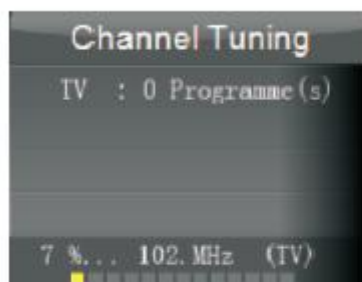 Channel Tuning
TV : 0 Programme(s)
7 %... 102.MHz (TV)